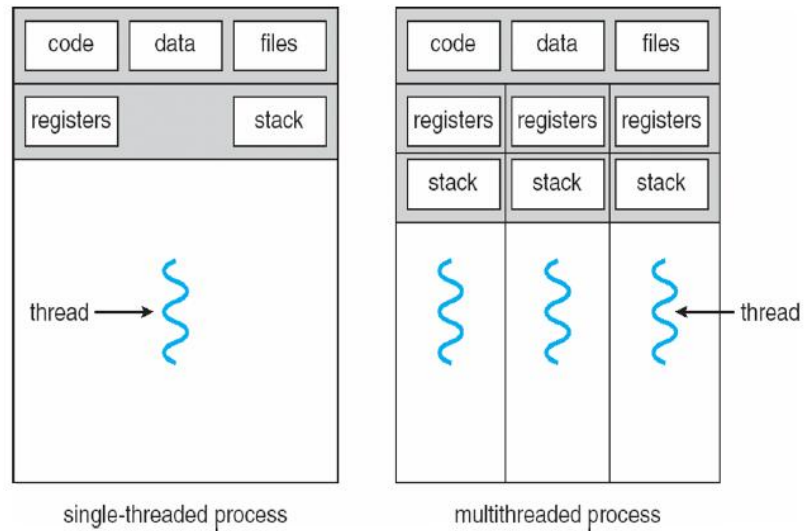 code data files
registers stack
thread
single-threaded process
code data files
registers registers registers
stack stack stack
thread
multithreaded process